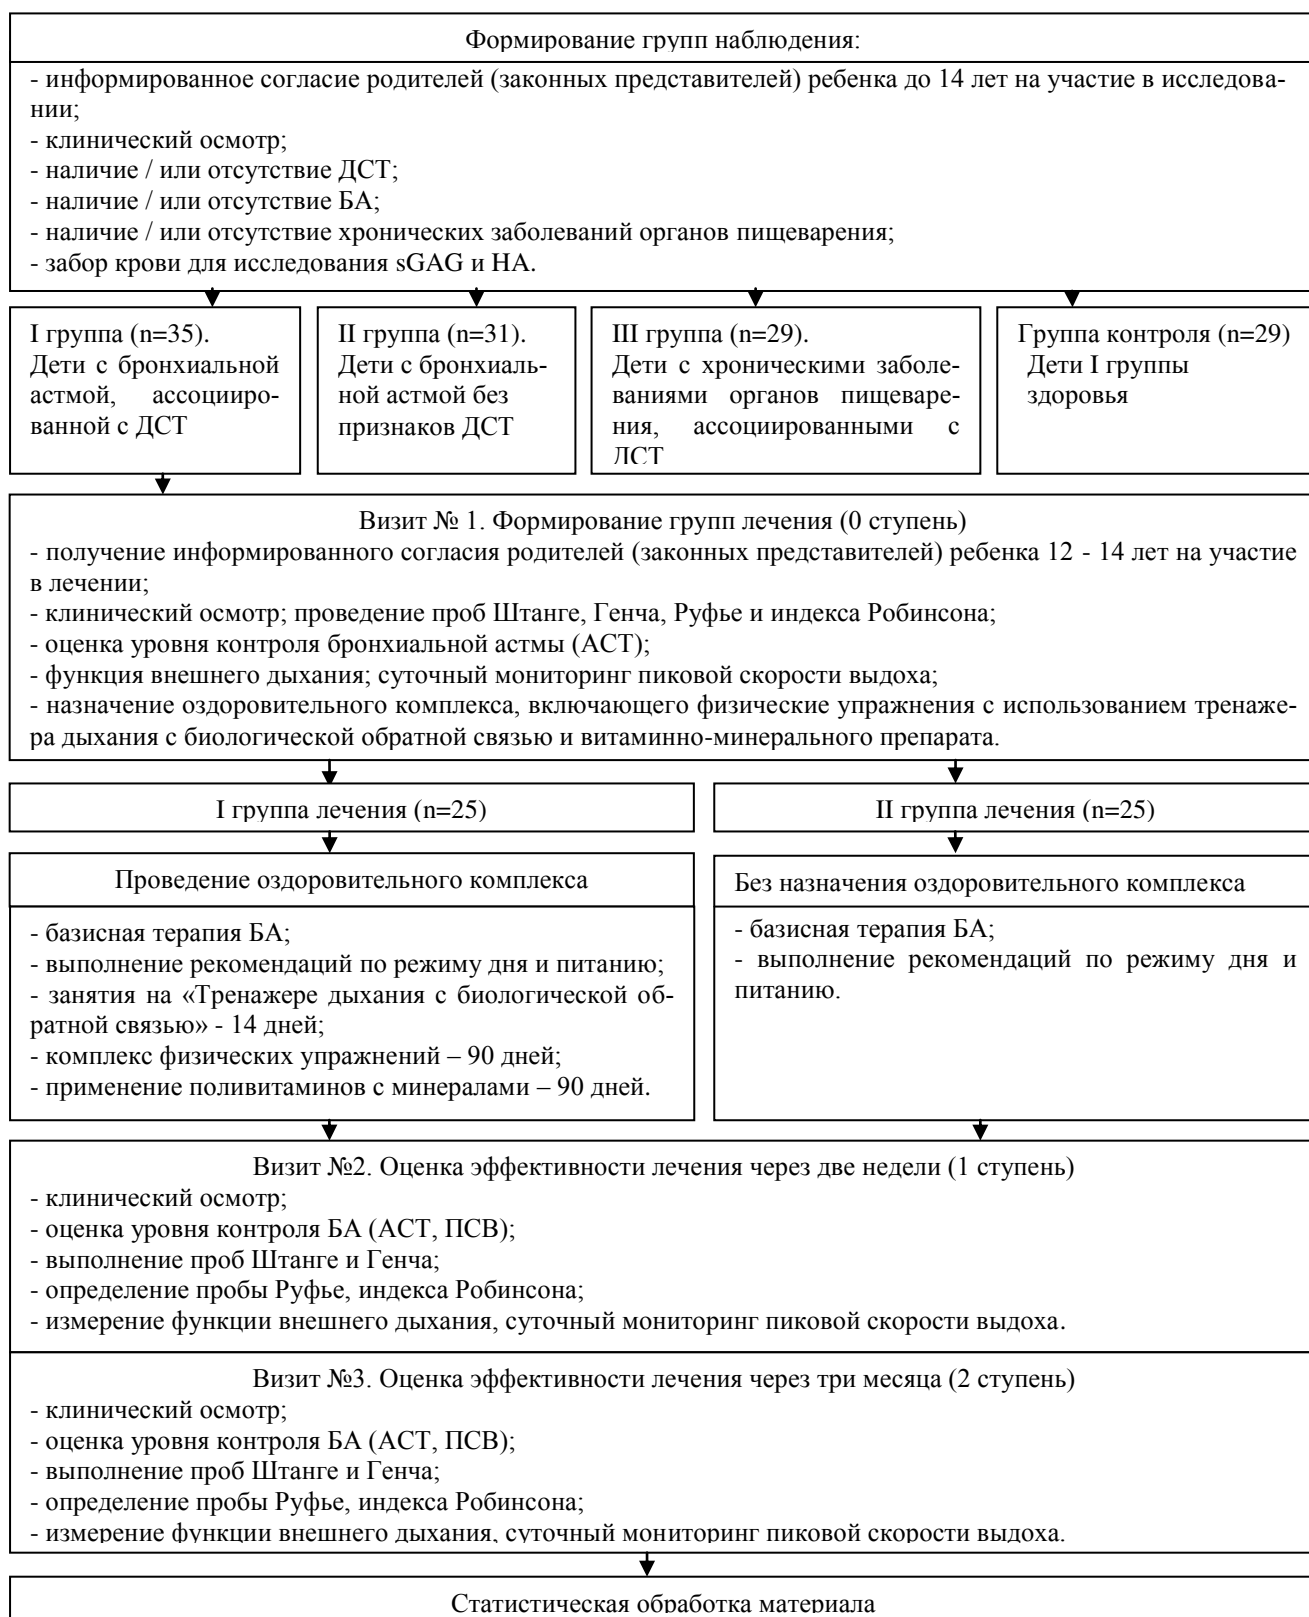 Формирование групп наблюдения:
- информированное согласие родителей (законных представителей) ребенка до 14 лет на участие в исследова-
нии;
- клинический осмотр;
- наличие / или отсутствие ДСТ;
- наличие / или отсутствие БА;
- наличие / или отсутствие хронических заболеваний органов пищеварения;
- забор крови для исследования sGAG и HA.
I группа (n=35).
Дети с бронхиальной
астмой, ассоцииро-
ванной с ДСТ
II группа (n=31).
Дети с бронхиаль-
ной астмой без
признаков ДСТ
III группа (n=29).
Дети с хроническими заболе-
ваниями органов пищеваре-
ния, ассоциированными с
ДСТ
Группа контроля (n=29)
Дети I группы
здоровья
Визит № 1. Формирование групп лечения (0 ступень)
- получение информированного согласия родителей (законных представителей) ребенка 12 - 14 лет на участие
в лечении;
- клинический осмотр; проведение проб Штанге, Генча, Руфье и индекса Робинсона;
- оценка уровня контроля бронхиальной астмы (АСТ);
- функция внешнего дыхания; суточный мониторинг пиковой скорости выдоха;
- назначение оздоровительного комплекса, включающего физические упражнения с использованием тренаже-
ра дыхания с биологической обратной связью и витаминно-минерального препарата.
I группа лечения (n=25)
II группа лечения (n=25)
Проведение оздоровительного комплекса
- базисная терапия БА;
- выполнение рекомендаций по режиму дня и питанию;
- занятия на «Тренажере дыхания с биологической об-
ратной связью» - 14 дней;
- комплекс физических упражнений – 90 дней;
- применение поливитаминов с минералами – 90 дней.
Без назначения оздоровительного комплекса
- базисная терапия БА;
- выполнение рекомендаций по режиму дня и
питанию.
Визит №2. Оценка эффективности лечения через две недели (1 ступень)
- клинический осмотр;
- оценка уровня контроля БА (АСТ, ПСВ);
- выполнение проб Штанге и Генча;
- определение пробы Руфье, индекса Робинсона;
- измерение функции внешнего дыхания, суточный мониторинг пиковой скорости выдоха.
Визит №3. Оценка эффективности лечения через три месяца (2 ступень)
- клинический осмотр;
- оценка уровня контроля БА (АСТ, ПСВ);
- выполнение проб Штанге и Генча;
- определение пробы Руфье, индекса Робинсона;
- измерение функции внешнего дыхания, суточный мониторинг пиковой скорости выдоха.
Статистическая обработка материала